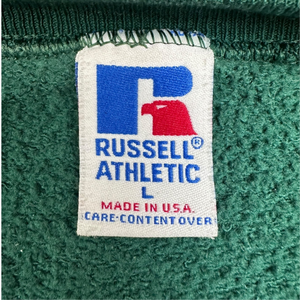 R
RUSSELL®
ATHLETIC
L
MADE IN U.S.A.
CARE-CONTENT OVER